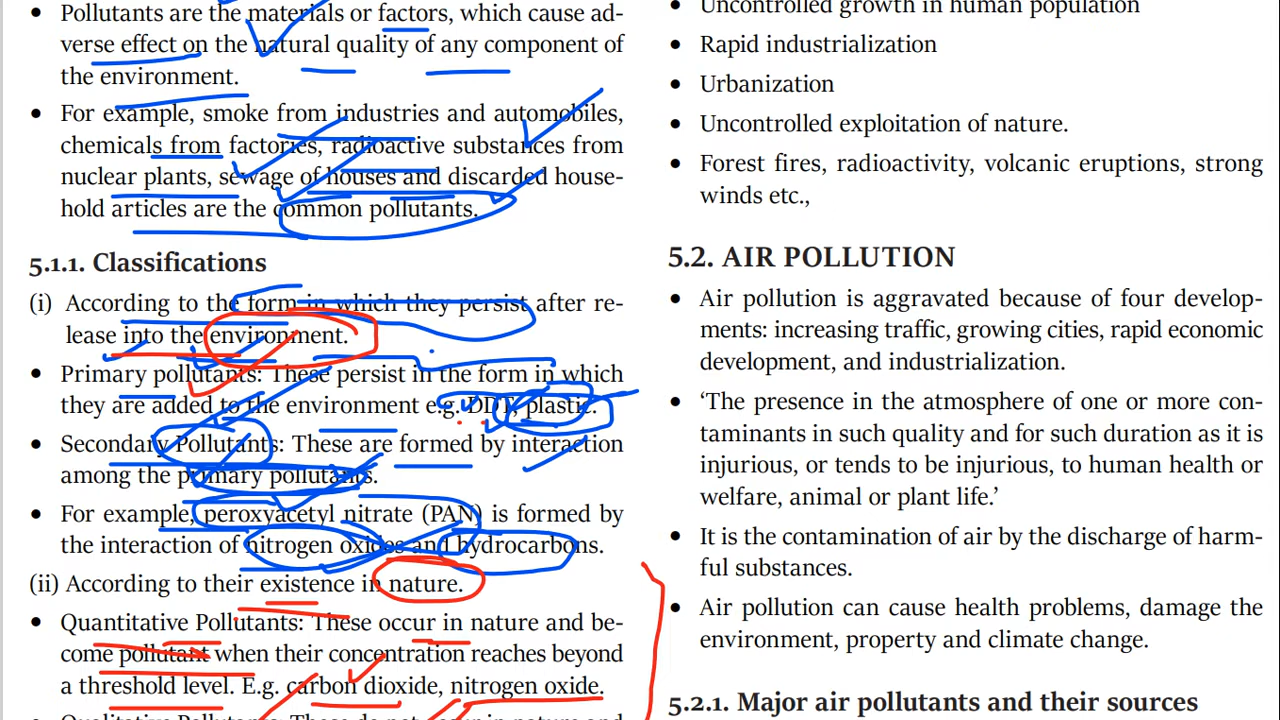 • Pollutants are the materials or factors, which cause ad-
verse effect on the natural quality of any component of
the environment.
• For example, smoke from industries and automobiles,
chemicals from factories, radioactive substances from
nuclear plants, sewage of houses and discarded house-
hold articles are the common pollutants.
5.1.1. Classifications
(i) According to the form in which they persist after re-
lease into the environment.
• Primary pollutants: These persist in the form in which
they are added to the environment e.g. DDT, plastic.
• Secondary Pollutants: These are formed by interaction
among the primary pollutants.
• For example, peroxyacetyl nitrate (PAN) is formed by
the interaction of nitrogen oxides and hydrocarbons.
(ii) According to their existence in nature.
• Quantitative Pollutants: These occur in nature and be-
come pollutant when their concentration reaches beyond
a threshold level. E.g. carbon dioxide, nitrogen oxide.
• Qualitative Pollutants: These do not occur in nature and
• Uncontrolled growth in human population
• Rapid industrialization
• Urbanization
• Uncontrolled exploitation of nature.
• Forest fires, radioactivity, volcanic eruptions, strong
winds etc.,
5.2. AIR POLLUTION
• Air pollution is aggravated because of four develop-
ments: increasing traffic, growing cities, rapid economic
development, and industrialization.
• ‘The presence in the atmosphere of one or more con-
taminants in such quality and for such duration as it is
injurious, or tends to be injurious, to human health or
welfare, animal or plant life.’
• It is the contamination of air by the discharge of harm-
ful substances.
• Air pollution can cause health problems, damage the
environment, property and climate change.
5.2.1. Major air pollutants and their sources